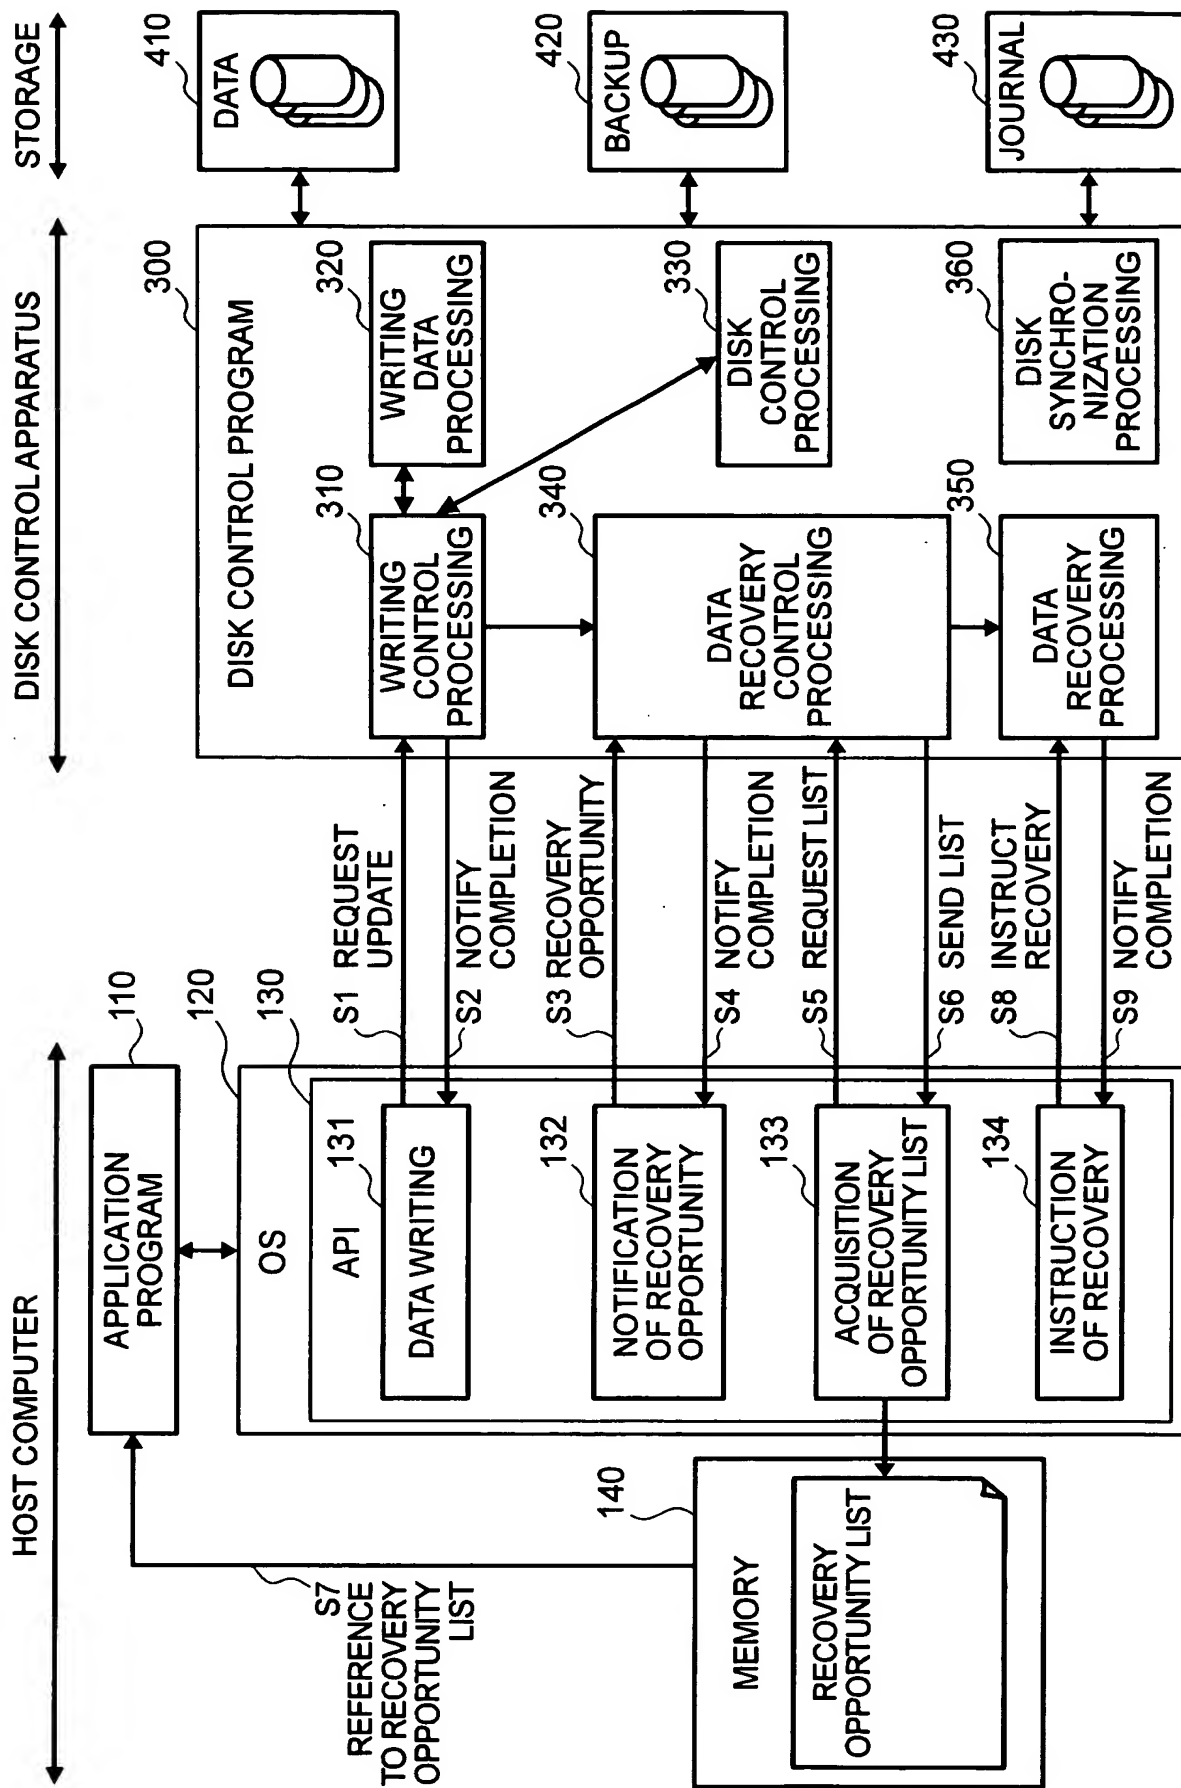 HOST COMPUTER
DISK CONTROL APPARATUS
STORAGE
110
APPLICATION
PROGRAM
120
OS
130
API
131
DATA WRITING
132
NOTIFICATION
OF RECOVERY
OPPORTUNITY
133
ACQUISITION
OF RECOVERY
OPPORTUNITY LIST
134
INSTRUCTION
OF RECOVERY
S7
REFERENCE
TO RECOVERY
OPPORTUNITY
LIST
140
MEMORY
RECOVERY
OPPORTUNITY LIST
S1 REQUEST
UPDATE
S2 NOTIFY
COMPLETION
S3 RECOVERY
OPPORTUNITY
S4 NOTIFY
COMPLETION
S5 REQUEST LIST
S6 SEND LIST
S8 INSTRUCT
RECOVERY
S9 NOTIFY
COMPLETION
300
DISK CONTROL PROGRAM
310
WRITING
CONTROL
PROCESSING
320
WRITING
DATA
PROCESSING
330
DISK
CONTROL
PROCESSING
340
DATA
RECOVERY
CONTROL
PROCESSING
350
DATA
RECOVERY
PROCESSING
360
DISK
SYNCHRO-
NIZATION
PROCESSING
410
DATA
420
BACKUP
430
JOURNAL